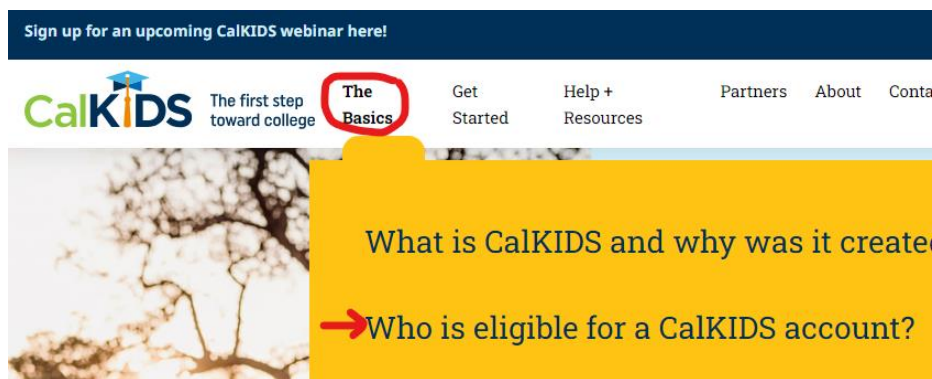 Sign up for an upcoming CalKIDS webinar here!
CalKIDS
The first step
toward college
The
Basics
Get
Started
Help +
Resources
Partners
About
What is CalKIDS and why was it
Who is eligible for a CalKIDS account?